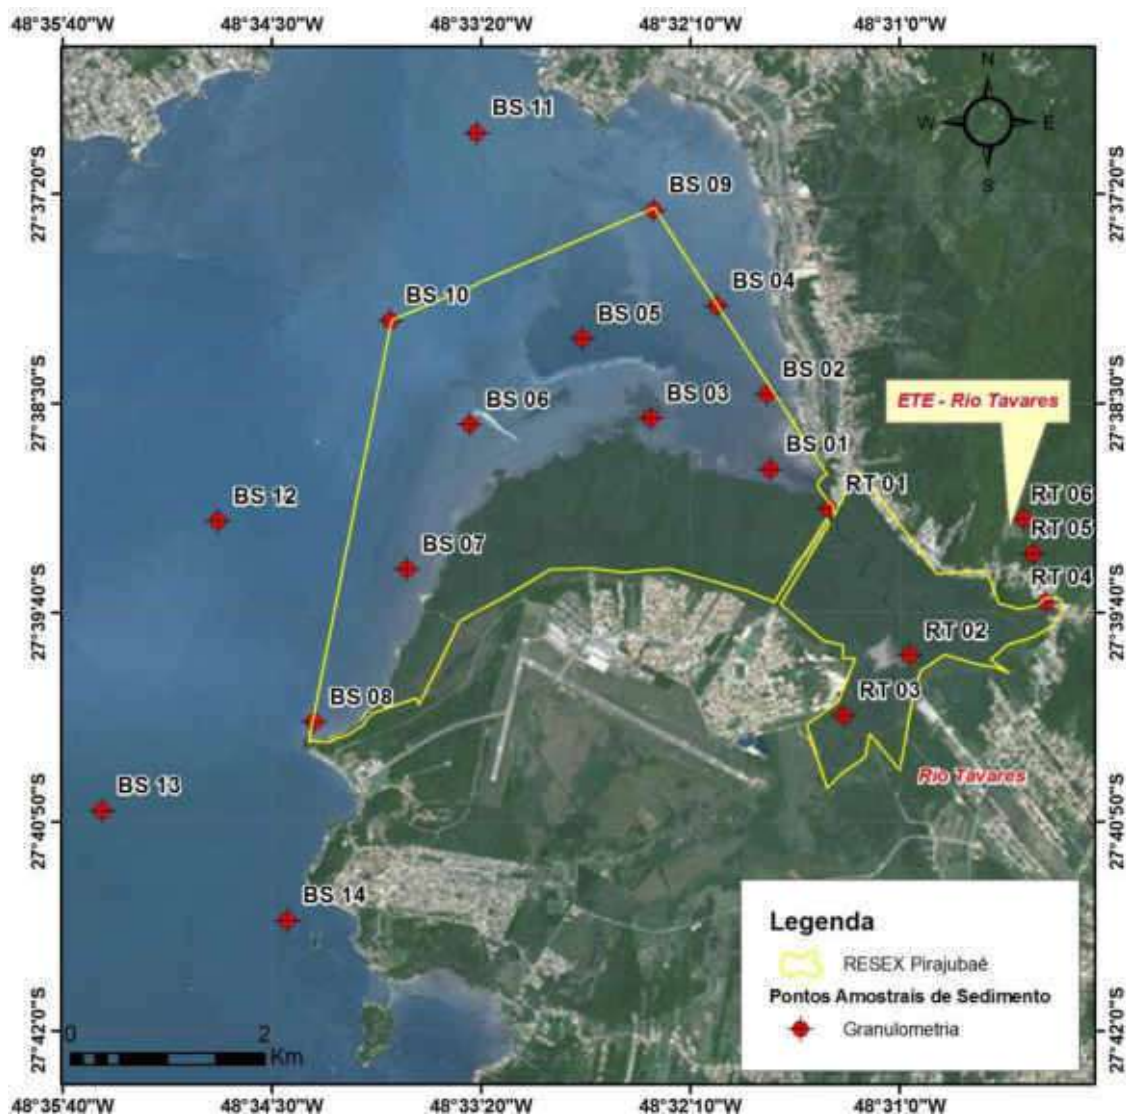 48°35'40"W 48°34'30"W 48°33'20"W 48°32'10"W 48°31'0"W
N
BS 11
W E
S
27°37'20"S 27°37'20"S
BS 09
BS 10
BS 04
BS 05
BS 02
27°38'30"S 27°38'30"S
ETE - Rio Tavares
BS 06
BS 03
BS 01
RT 01
BS 12
RT 06
RT 05
BS 07
RT 04
27°39'40"S 27°39'40"S
RT 02
RT 03
BS 08
Rio Tavares
BS 13
27°40'50"S 27°40'50"S
BS 14
Legenda
RESEX Pirajubaé
Pontos Amostrais de Sedimento
Granulometria
27°42'0"S 27°42'0"S
0 2
Km
48°35'40"W 48°34'30"W 48°33'20"W 48°32'10"W 48°31'0"W